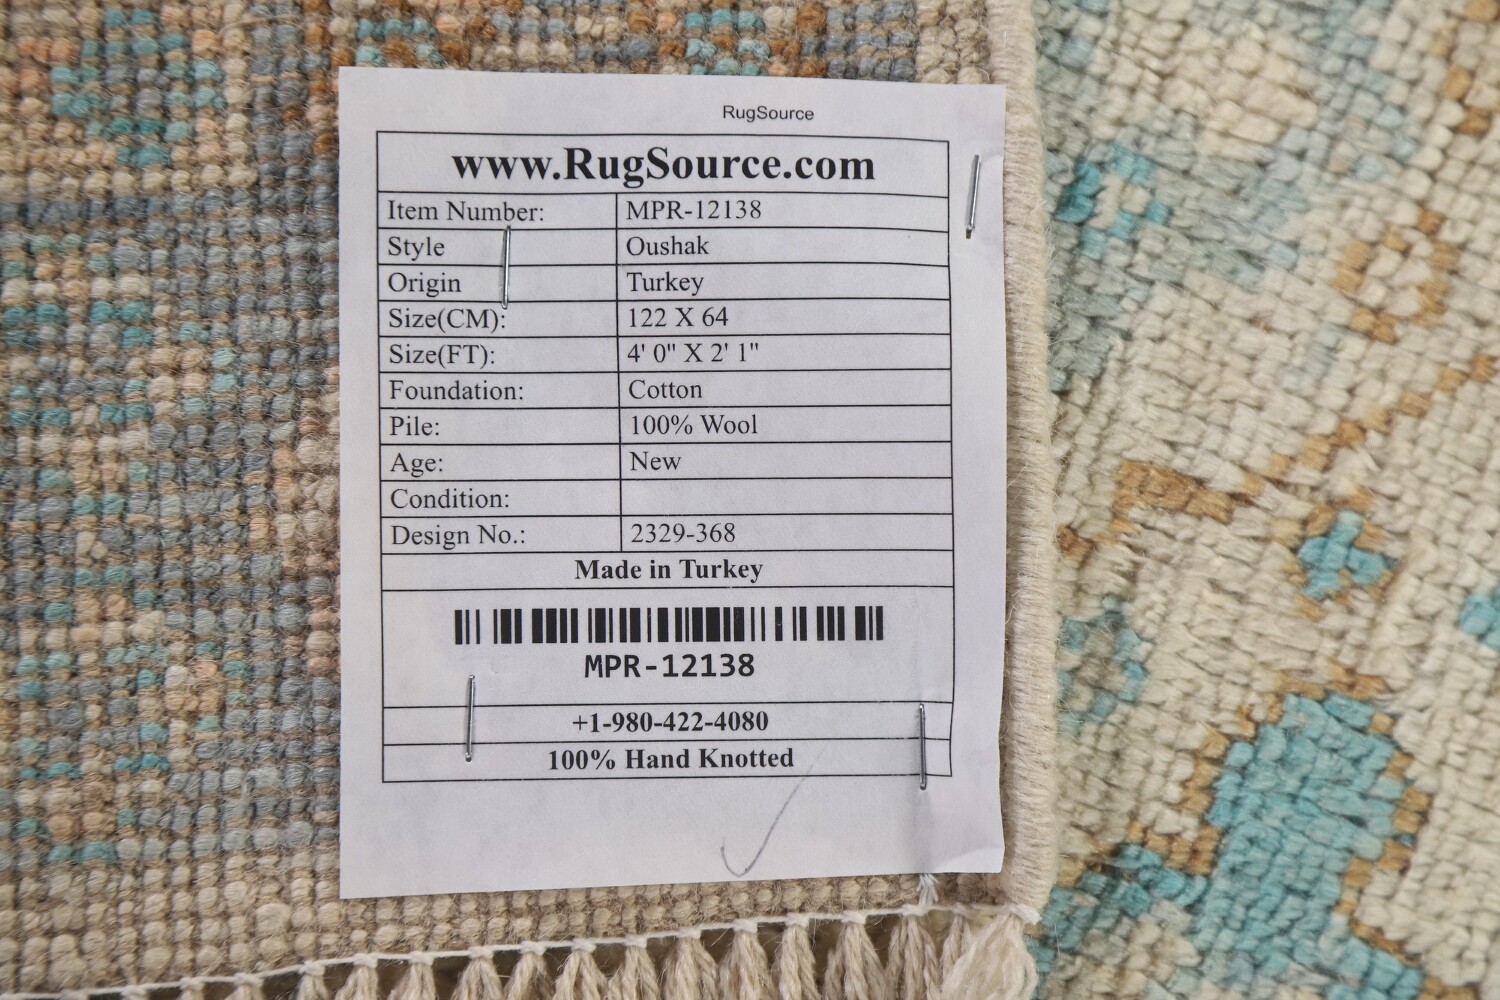 RugSource
www.RugSource.com
Item Number: MPR-12138
Style Oushak
Origin Turkey
Size(CM): 122 X 64
Size(FT): 4' 0" X 2' 1"
Foundation: Cotton
Pile: 100% Wool
Age: New
Condition:
Design No.: 2329-368
Made in Turkey
MPR-12138
+1-980-422-4080
100% Hand Knotted